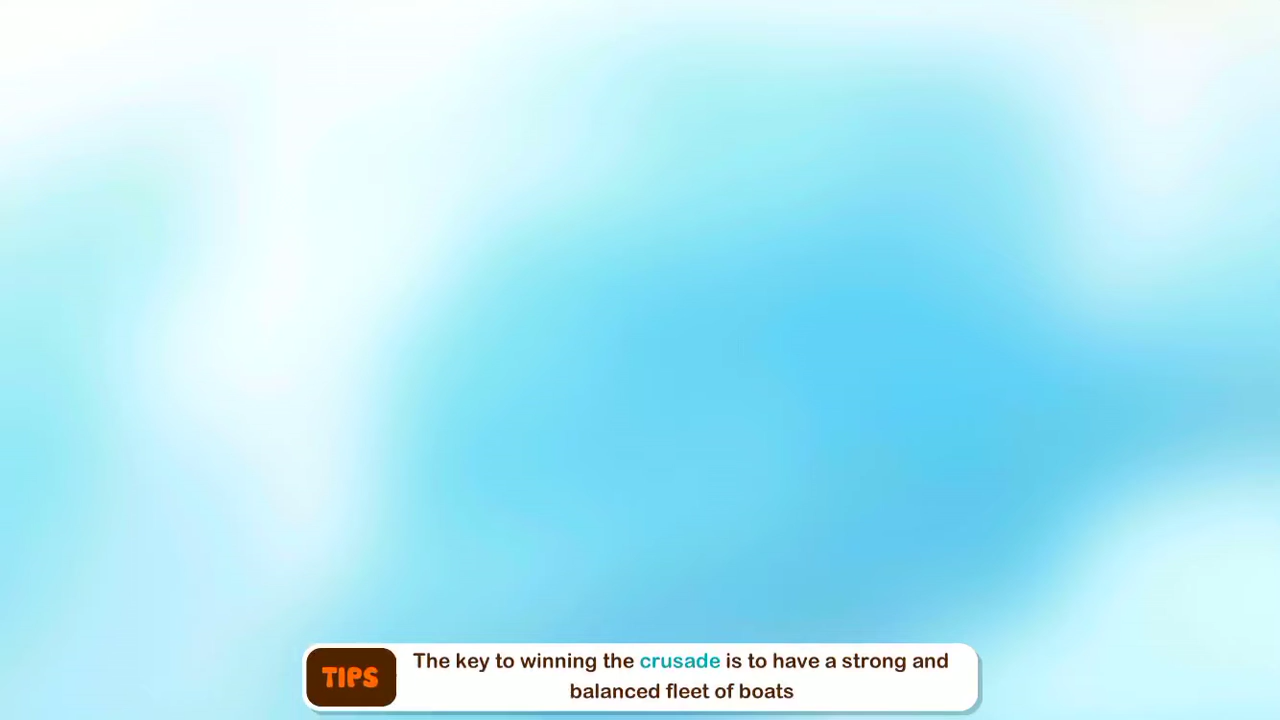 TIPS
The key to winning the crusade is to have a strong and
balanced fleet of boats